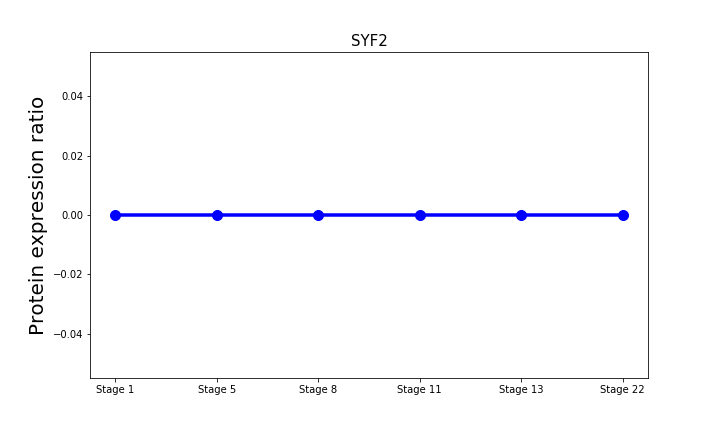 SYF2
Protein expression ratio
0.04
0.02
0.00
−0.02
−0.04
Stage 1 Stage 5 Stage 8 Stage 11 Stage 13 Stage 22